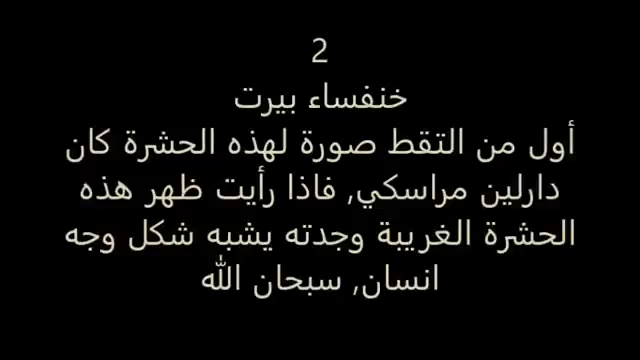 2
خنفساء بيرت
أول من التقط صورة لهذه الحشرة كان
دارلين مراسكي, فاذا رأيت ظهر هذه
الحشرة الغريبة وجدته يشبه شكل وجه
انسان, سبحان الله